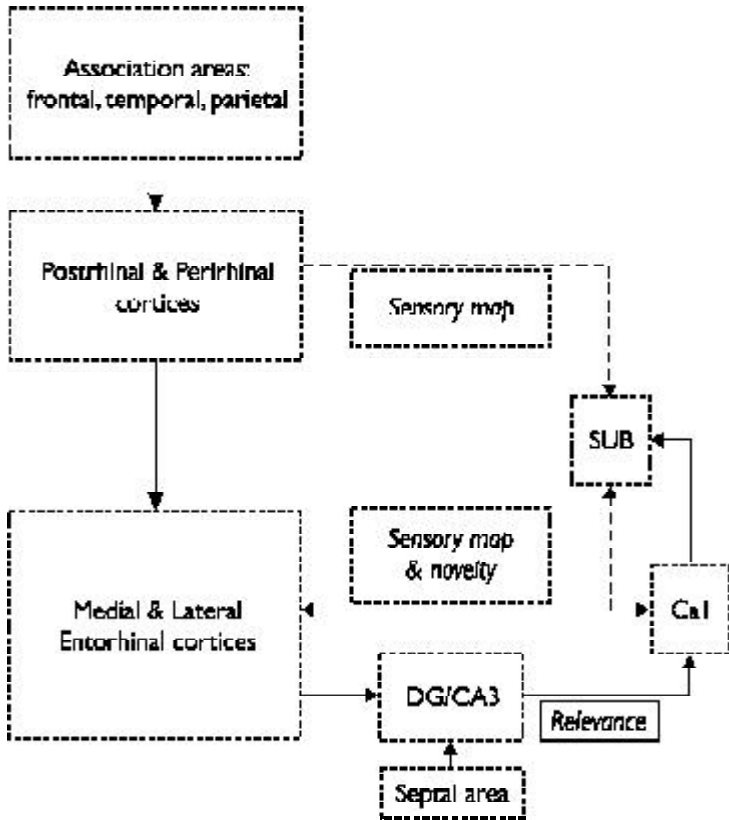 Association areas:
frontal, temporal, parietal
Postrhinal & Perirhinal
cortices
Sensory map
SUB
Sensory map
& novelty
Medial & Lateral
Entorhinal cortices
Ca1
DG/CA3
Relevance
Septal area